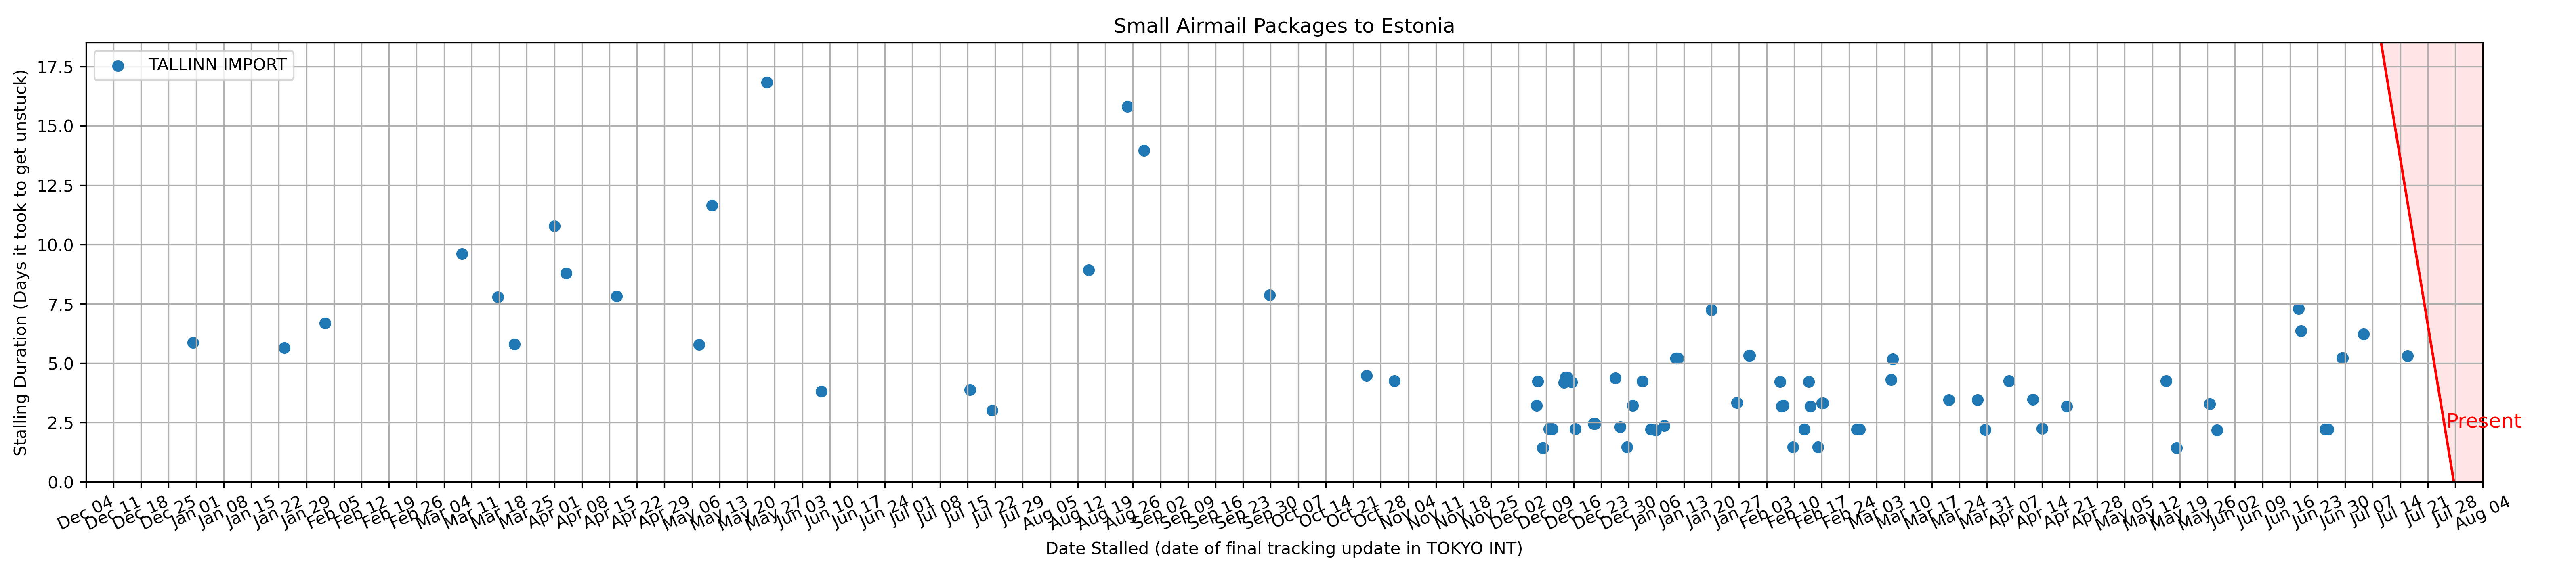 Small Airmail Packages to Estonia
TALLINN IMPORT
Stalling Duration (Days it took to get unstuck)
17.5
15.0
12.5
10.0
7.5
5.0
2.5
0.0
Present
Dec 04
Dec 11
Dec 18
Dec 25
Jan 01
Jan 08
Jan 15
Jan 22
Jan 29
Feb 05
Feb 12
Feb 19
Feb 26
Mar 04
Mar 11
Mar 18
Mar 25
Apr 01
Apr 08
Apr 15
Apr 22
Apr 29
May 06
May 13
May 20
May 27
Jun 03
Jun 10
Jun 17
Jun 24
Jul 01
Jul 08
Jul 15
Jul 22
Jul 29
Aug 05
Aug 12
Aug 19
Aug 26
Sep 02
Sep 09
Sep 16
Sep 23
Sep 30
Oct 07
Oct 14
Oct 21
Oct 28
Nov 04
Nov 11
Nov 18
Nov 25
Dec 02
Dec 09
Dec 16
Dec 23
Dec 30
Jan 06
Jan 13
Jan 20
Jan 27
Feb 03
Feb 10
Feb 17
Feb 24
Mar 03
Mar 10
Mar 17
Mar 24
Mar 31
Apr 07
Apr 14
Apr 21
Apr 28
May 05
May 12
May 19
May 26
Jun 02
Jun 09
Jun 16
Jun 23
Jun 30
Jul 07
Jul 14
Jul 21
Jul 28
Aug 04
Date Stalled (date of final tracking update in TOKYO INT)